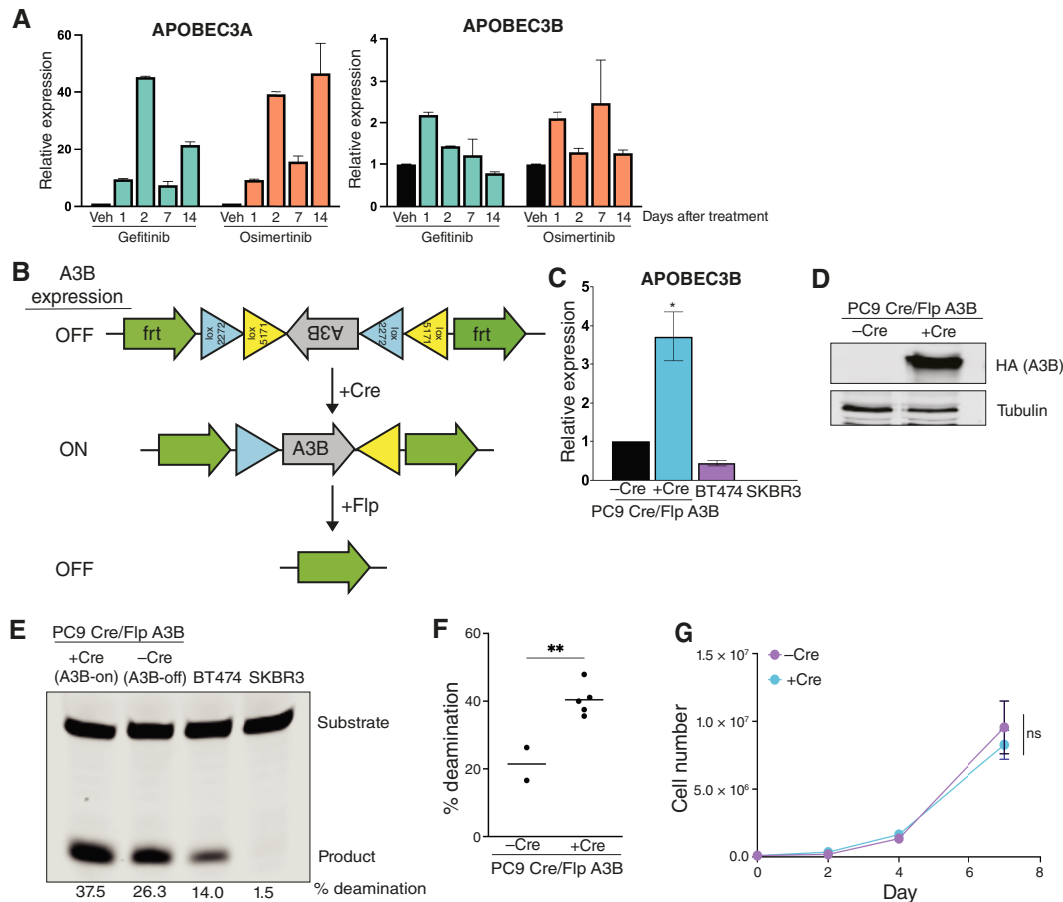 A
APOBEC3A
Relative expression
60
40
20
0
Veh 1 2 7 14 Veh 1 2 7 14
Gefitinib Osimertinib
APOBEC3B
Relative expression
4
3
2
1
0
Veh 1 2 7 14 Veh 1 2 7 14 Days after treatment
Gefitinib Osimertinib
B
A3B
expression
OFF
frt lox 2272 lox 5171 A3B lox 2272 lox 5171 frt
+Cre
ON
A3B
+Flp
OFF
C
APOBEC3B
Relative expression
5
4
3
2
1
0
*
–Cre +Cre BT474 SKBR3
PC9 Cre/Flp A3B
D
PC9 Cre/Flp A3B
–Cre +Cre
HA (A3B)
Tubulin
E
PC9 Cre/Flp A3B
+Cre –Cre
(A3B-on) (A3B-off) BT474 SKBR3
Substrate
Product
37.5 26.3 14.0 1.5 % deamination
F
% deamination
60
40
20
0
**
–Cre +Cre
PC9 Cre/Flp A3B
G
–Cre
+Cre
Cell number
1.5 × 10⁷
1.0 × 10⁷
5.0 × 10⁶
0.0
ns
0 2 4 6 8
Day